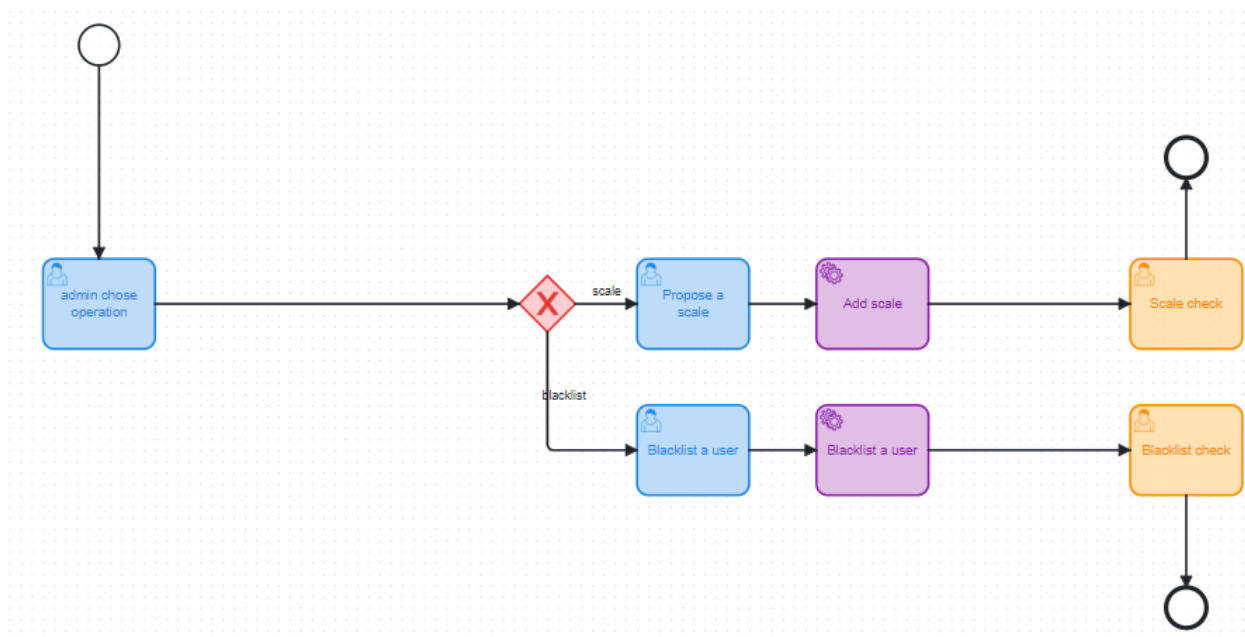 admin chose
operation
scale
Propose a
scale
Add scale
Scale check
blacklist
Blacklist a user
Blacklist a user
Blacklist check